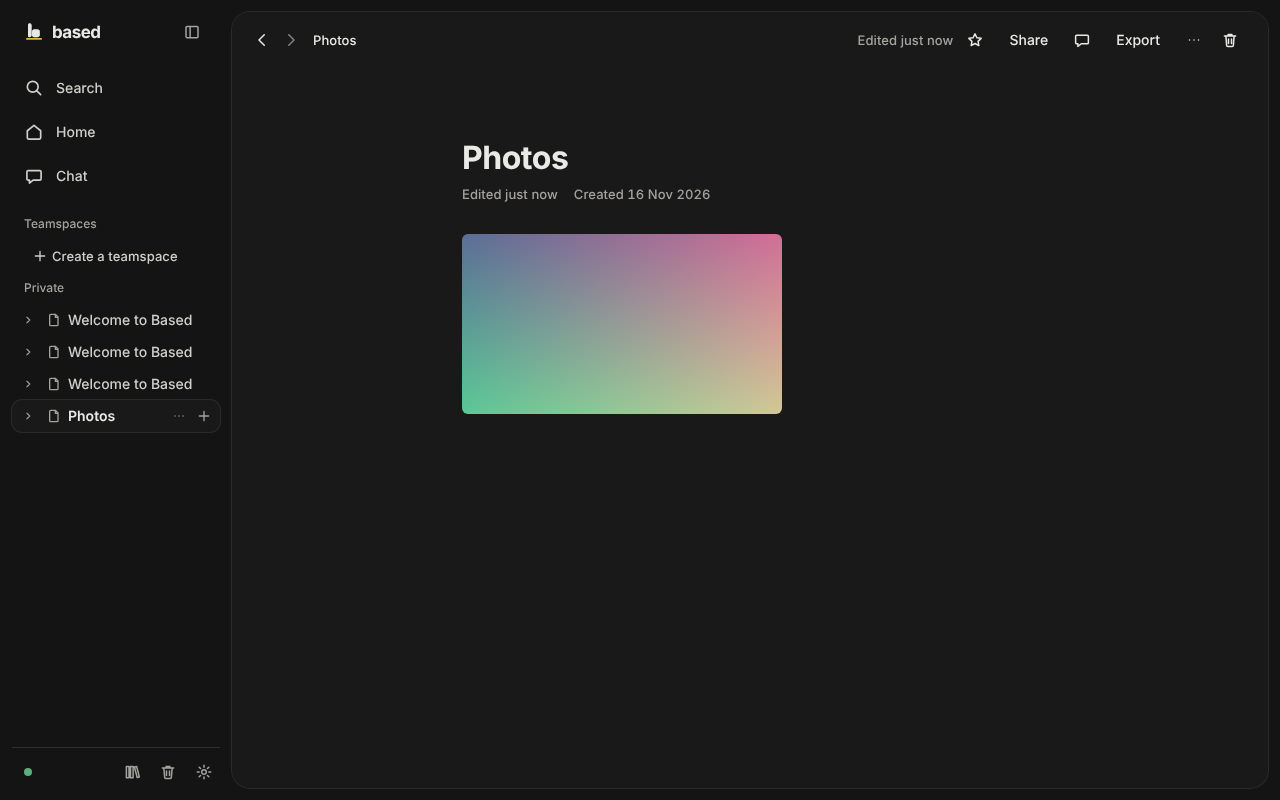 based
Search
Home
Chat
Teamspaces
Create a teamspace
Private
Welcome to Based
Welcome to Based
Welcome to Based
Photos
Photos
Edited just now
Share
Export
Photos
Edited just now Created 16 Nov 2026